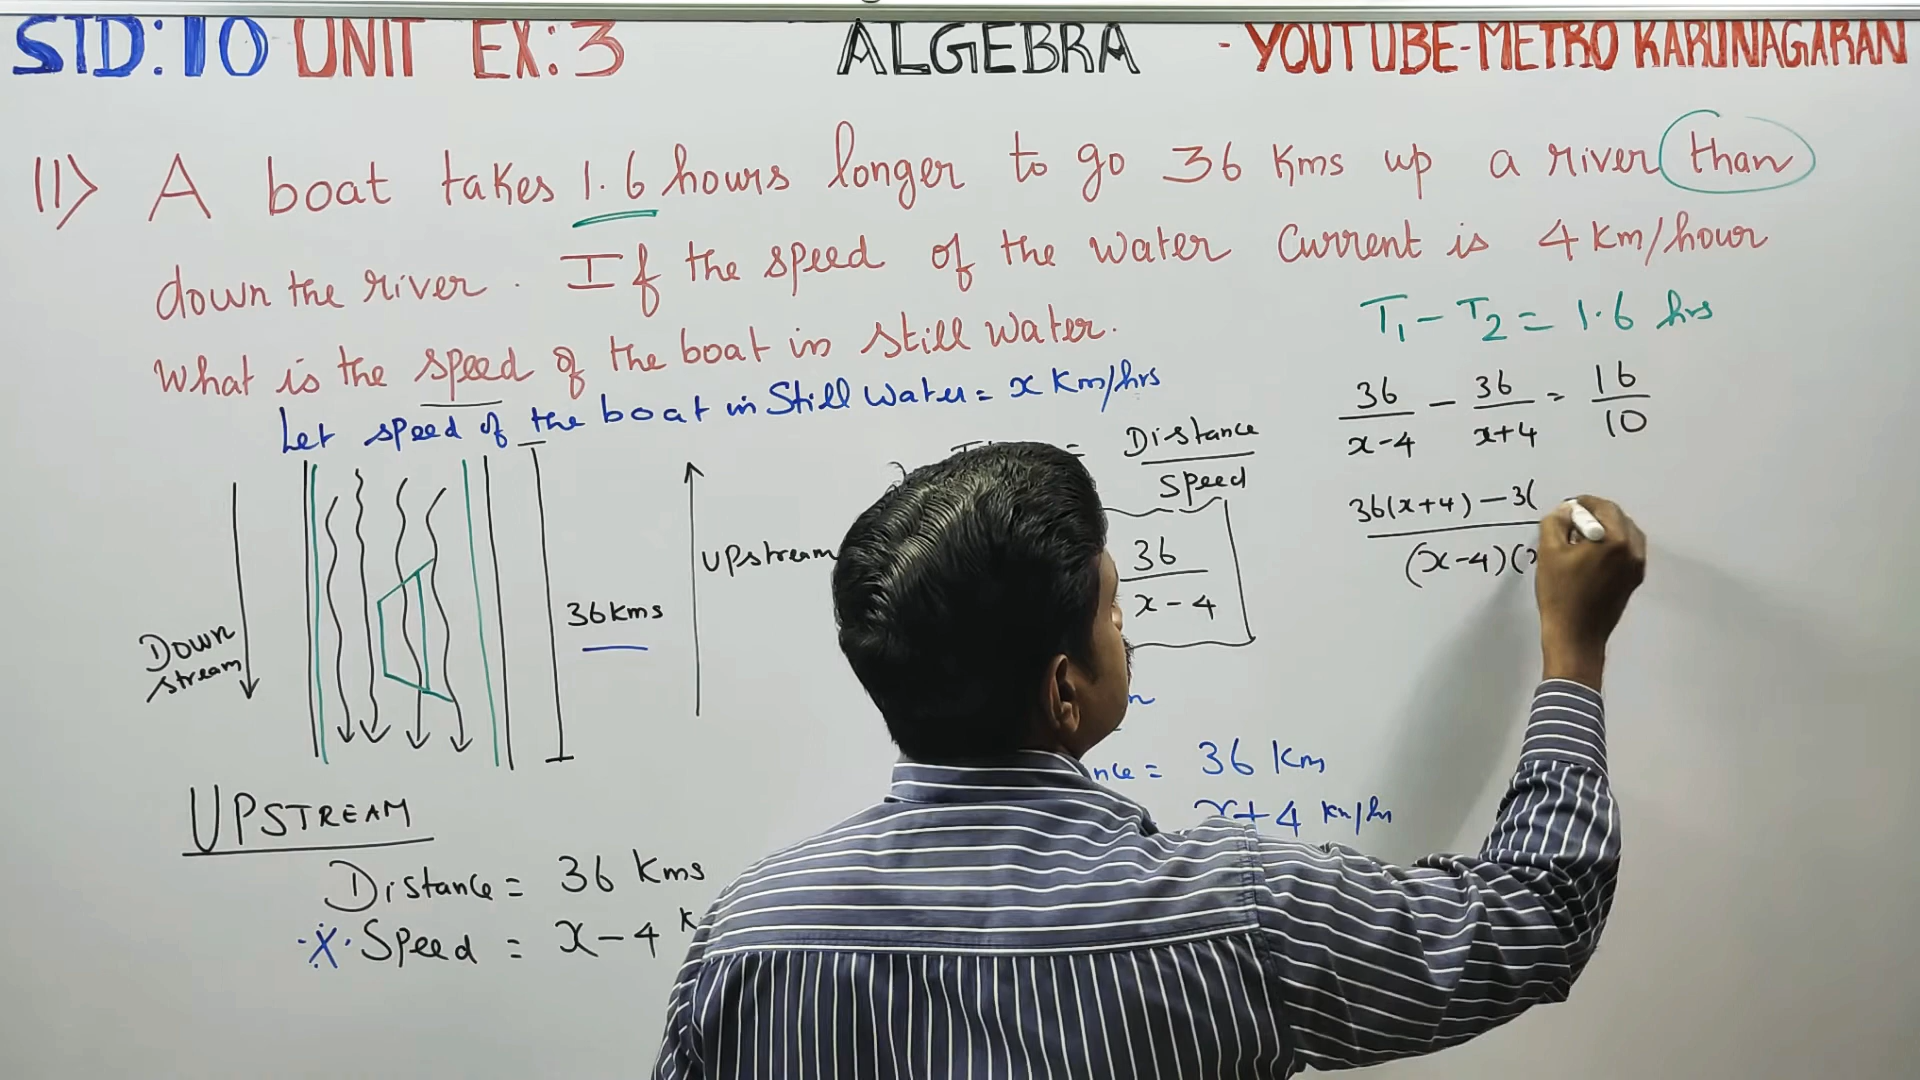 STD:10 UNIT EX:3 ALGEBRA - YOUTUBE-METRO KARUNAGARAN
11) A boat takes 1.6 hours longer to go 36 Kms up a river than
down the river. If the speed of the water current is 4 km/hour
What is the speed of the boat in still water.
Let speed of the boat in Still Water = x Km/hrs
T1 - T2 = 1.6 hrs
36/x-4 - 36/x+4 = 16/10
36(x+4) - 3(
(x-4)(x
= Distance/Speed
36/x-4
Down
stream
36kms
upstream
UPSTREAM
Distance = 36 Kms
Speed = x-4 k
nce = 36 Km
x+4 km/hr